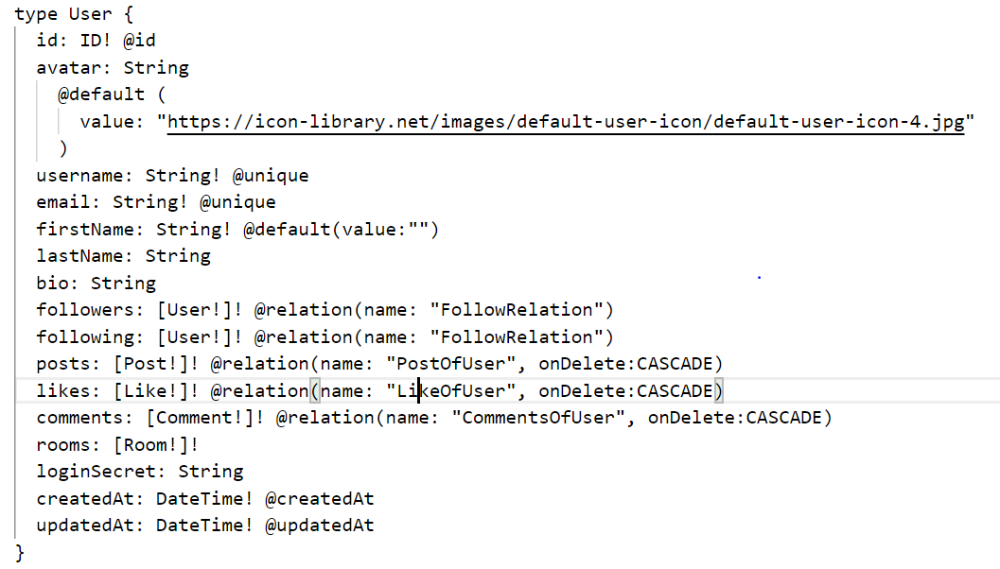 type User {
  id: ID! @id
  avatar: String
    @default (
      value: "https://icon-library.net/images/default-user-icon/default-user-icon-4.jpg"
    )
  username: String! @unique
  email: String! @unique
  firstName: String! @default(value:"")
  lastName: String
  bio: String
  followers: [User!]! @relation(name: "FollowRelation")
  following: [User!]! @relation(name: "FollowRelation")
  posts: [Post!]! @relation(name: "PostOfUser", onDelete:CASCADE)
  likes: [Like!]! @relation(name: "LikeOfUser", onDelete:CASCADE)
  comments: [Comment!]! @relation(name: "CommentsOfUser", onDelete:CASCADE)
  rooms: [Room!]!
  loginSecret: String
  createdAt: DateTime! @createdAt
  updatedAt: DateTime! @updatedAt
}